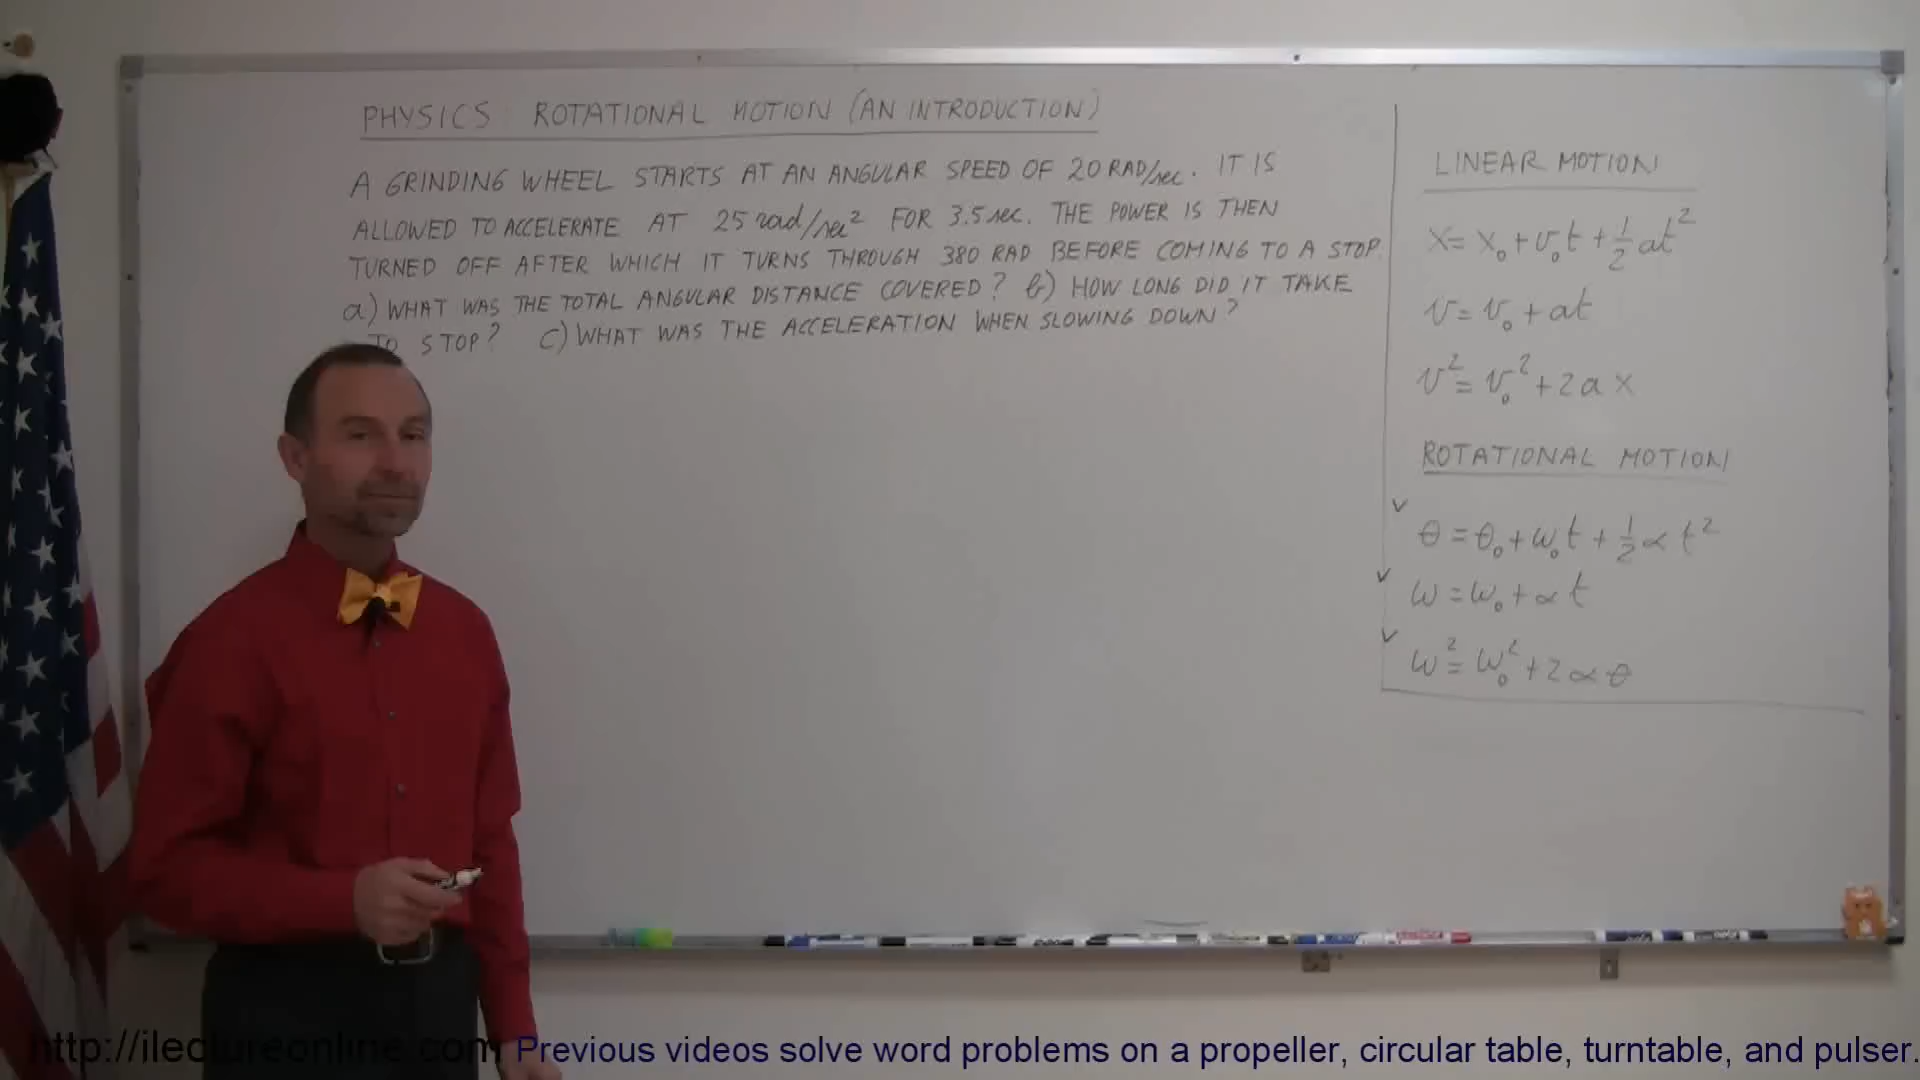 PHYSICS ROTATIONAL MOTION (AN INTRODUCTION)
A GRINDING WHEEL STARTS AT AN ANGULAR SPEED OF 20 RAD/sec. IT IS
ALLOWED TO ACCELERATE AT 25 rad/sec² FOR 3.5 sec. THE POWER IS THEN
TURNED OFF AFTER WHICH IT TURNS THROUGH 380 RAD BEFORE COMING TO A STOP.
a) WHAT WAS THE TOTAL ANGULAR DISTANCE COVERED? b) HOW LONG DID IT TAKE
TO STOP? c) WHAT WAS THE ACCELERATION WHEN SLOWING DOWN?
LINEAR MOTION
x = x₀ + v₀t + ½at²
v = v₀ + at
v² = v₀² + 2ax
ROTATIONAL MOTION
✓ θ = θ₀ + ω₀t + ½αt²
✓ ω = ω₀ + αt
✓ ω² = ω₀² + 2αθ
http://ilectureonline.com
Previous videos solve word problems on a propeller, circular table, turntable, and pulser.